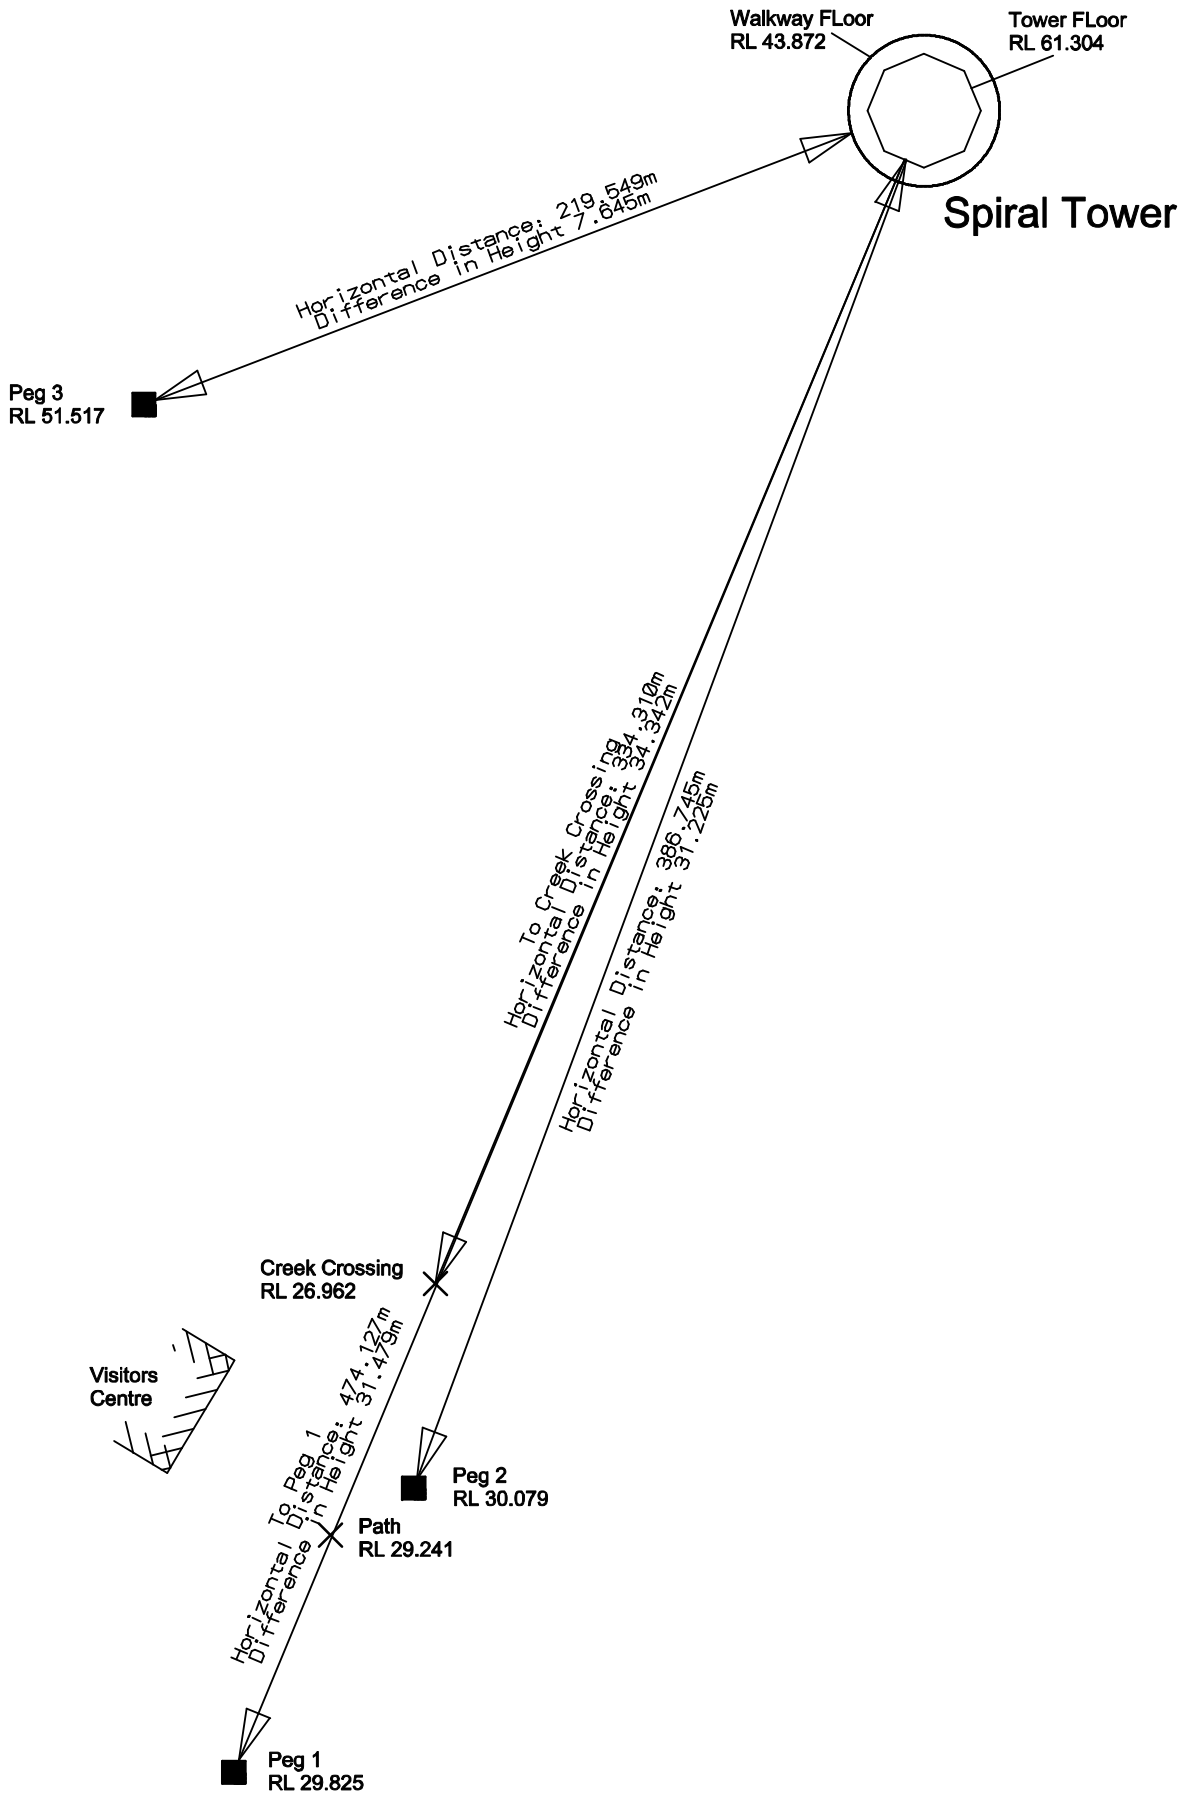 Walkway FLoor
RL 43.872
Tower FLoor
RL 61.304
Spiral Tower
Horizontal Distance: 219.549m
Difference in Height 7.645m
Peg 3
RL 51.517
To Creek Crossing
Horizontal Distance: 334.310m
Difference in Height 34.342m
Horizontal Distance: 386.745m
Difference in Height 31.225m
Creek Crossing
RL 26.962
Visitors
Centre
To Peg 1
Horizontal Distance: 474.127m
Difference in Height 31.479m
Peg 2
RL 30.079
Path
RL 29.241
Peg 1
RL 29.825